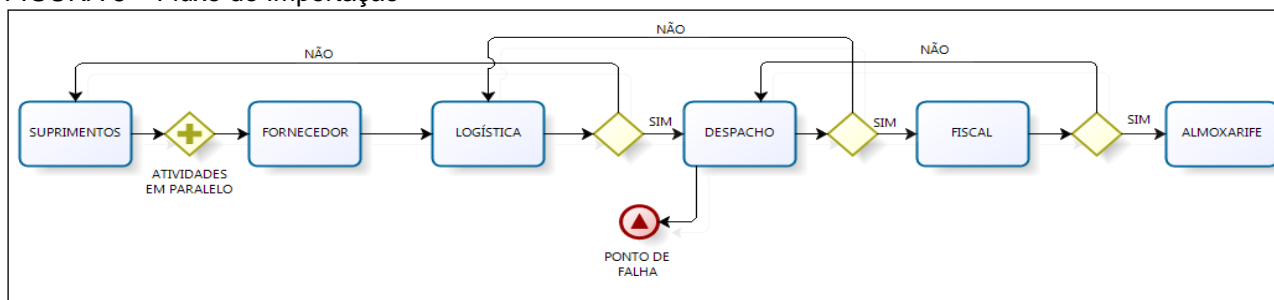 FIGURA – Fluxo de Importação
NÃO
NÃO
NÃO
SUPRIMENTOS
FORNECEDOR
LOGÍSTICA
SIM
DESPACHO
SIM
FISCAL
SIM
ALMOXARIFE
ATIVIDADES
EM PARALELO
PONTO DE
FALHA